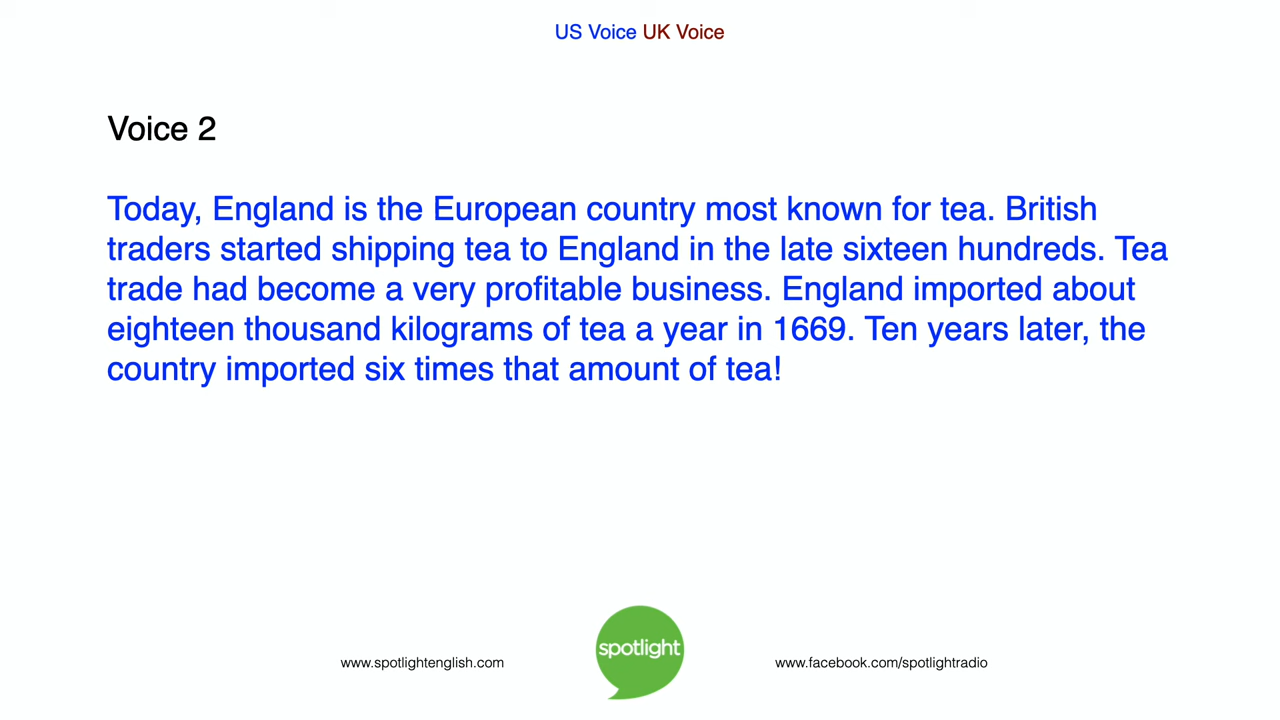 US Voice UK Voice
Voice 2
Today, England is the European country most known for tea. British
traders started shipping tea to England in the late sixteen hundreds. Tea
trade had become a very profitable business. England imported about
eighteen thousand kilograms of tea a year in 1669. Ten years later, the
country imported six times that amount of tea!
spotlight
www.spotlightenglish.com
www.facebook.com/spotlightradio